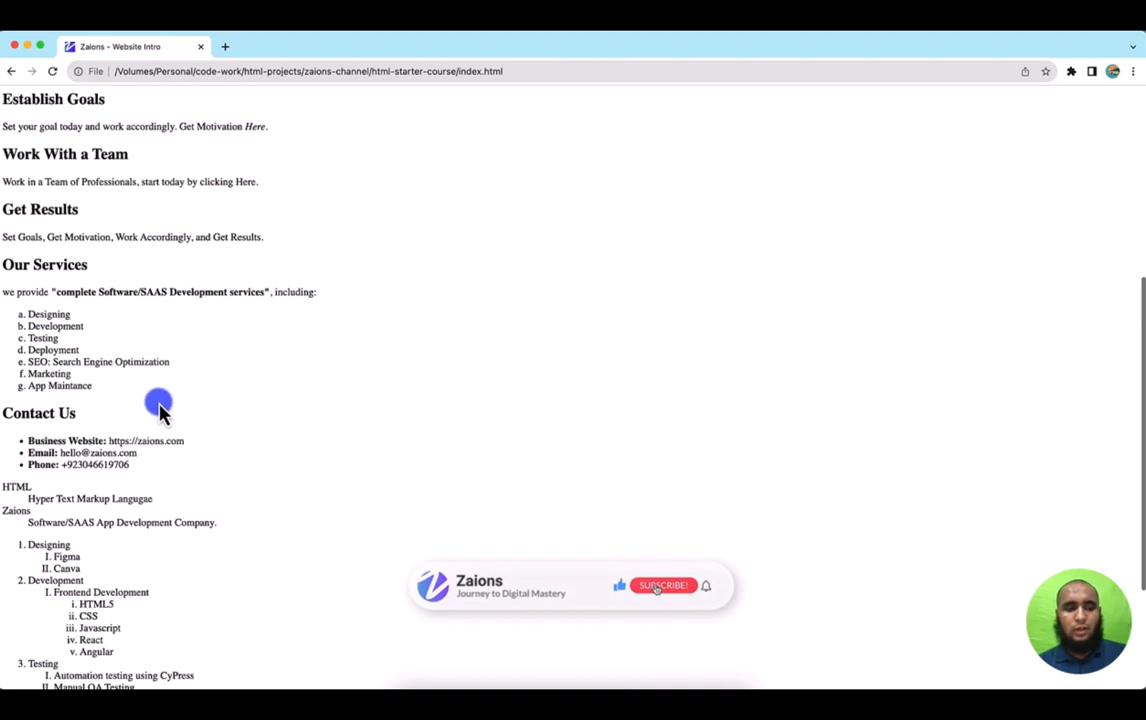 Zaions - Website Intro
File /Volumes/Personal/code-work/html-projects/zaions-channel/html-starter-course/index.html
Establish Goals
Set your goal today and work accordingly. Get Motivation Here.
Work With a Team
Work in a Team of Professionals, start today by clicking Here.
Get Results
Set Goals, Get Motivation, Work Accordingly, and Get Results.
Our Services
we provide "complete Software/SAAS Development services", including:
a. Designing
b. Development
c. Testing
d. Deployment
e. SEO: Search Engine Optimization
f. Marketing
g. App Maintance
Contact Us
• Business Website: https://zaions.com
• Email: hello@zaions.com
• Phone: +923046619706
HTML
Hyper Text Markup Langugae
Zaions
Software/SAAS App Development Company.
1. Designing
I. Figma
II. Canva
2. Development
I. Frontend Development
i. HTML5
ii. CSS
iii. Javascript
iv. React
v. Angular
3. Testing
I. Automation testing using CyPress
II. Manual QA Testing
Zaions
Journey to Digital Mastery
SUBSCRIBE!